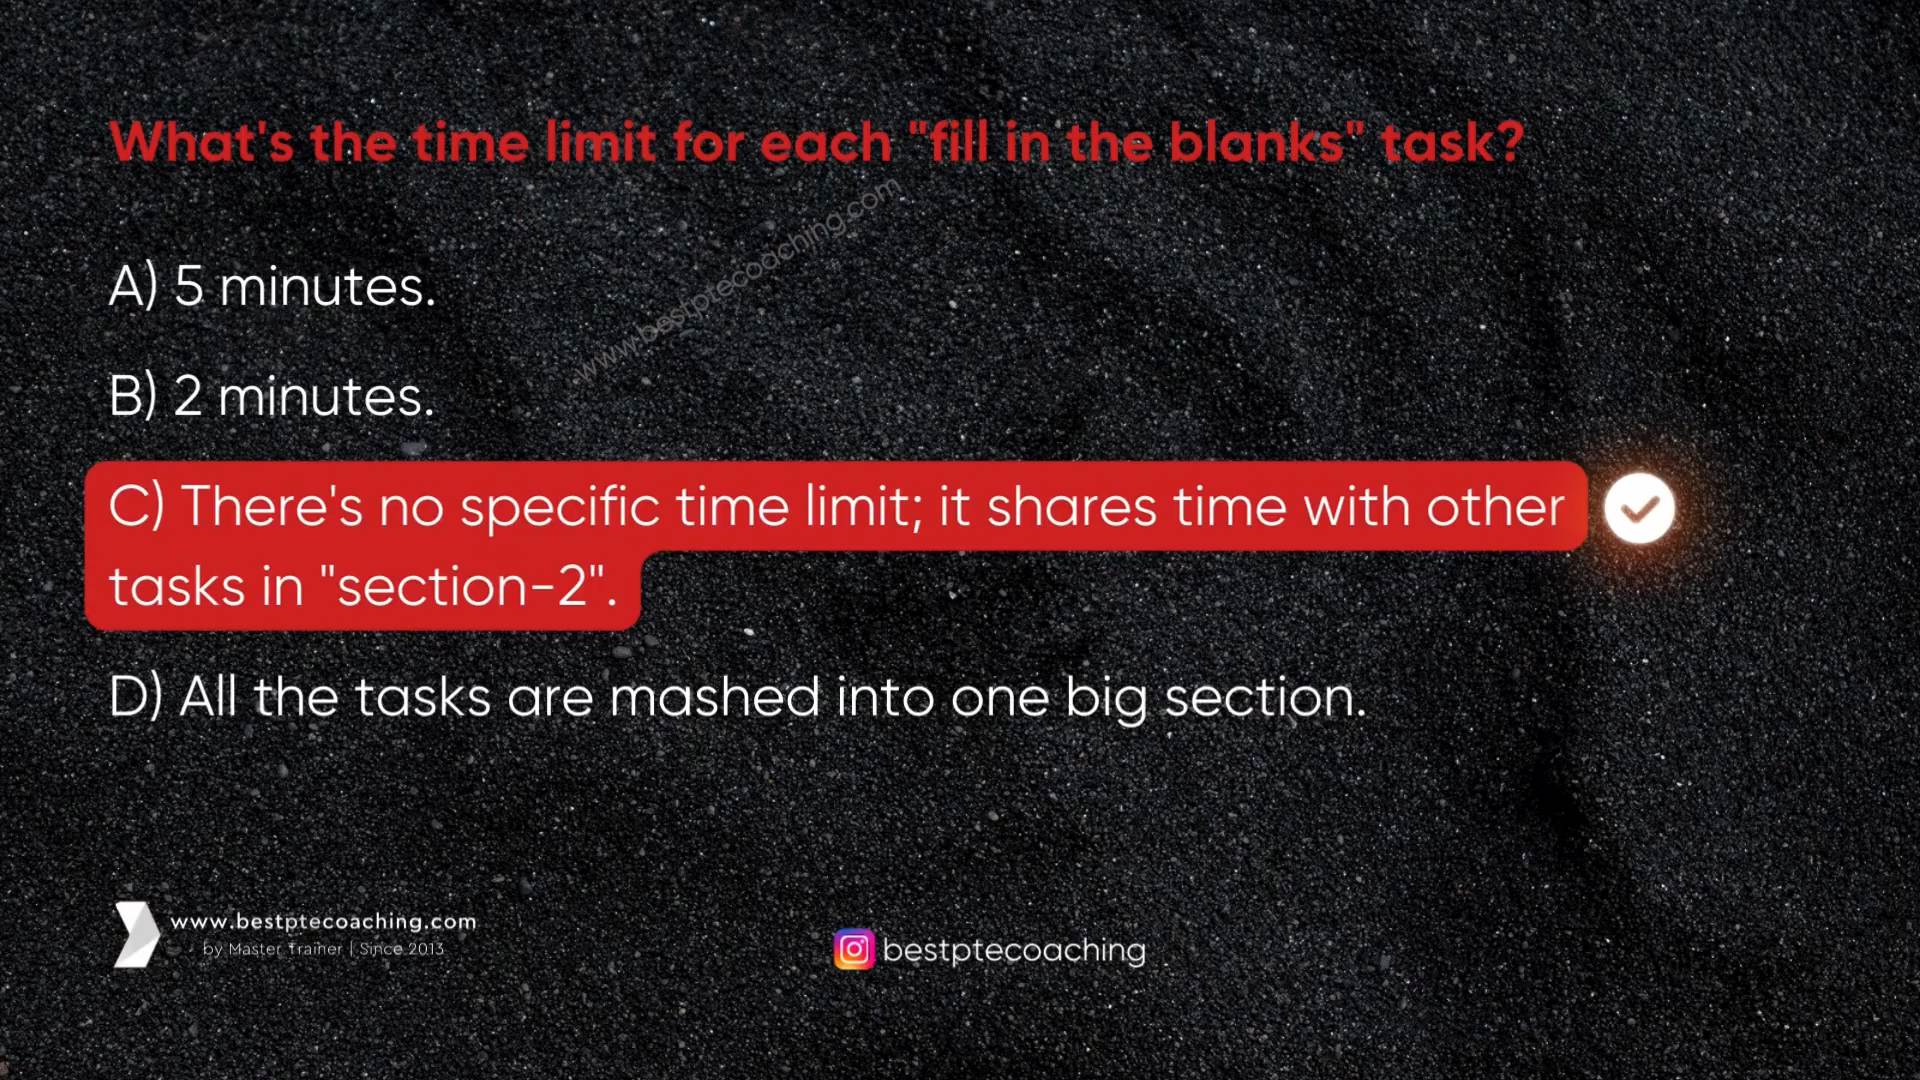 What's the time limit for each "fill in the blanks" task?
www.bestptecoaching.com
A) 5 minutes.
B) 2 minutes.
C) There's no specific time limit; it shares time with other
tasks in "section-2".
D) All the tasks are mashed into one big section.
www.bestptecoaching.com
by Master Trainer | Since 2013
bestptecoaching